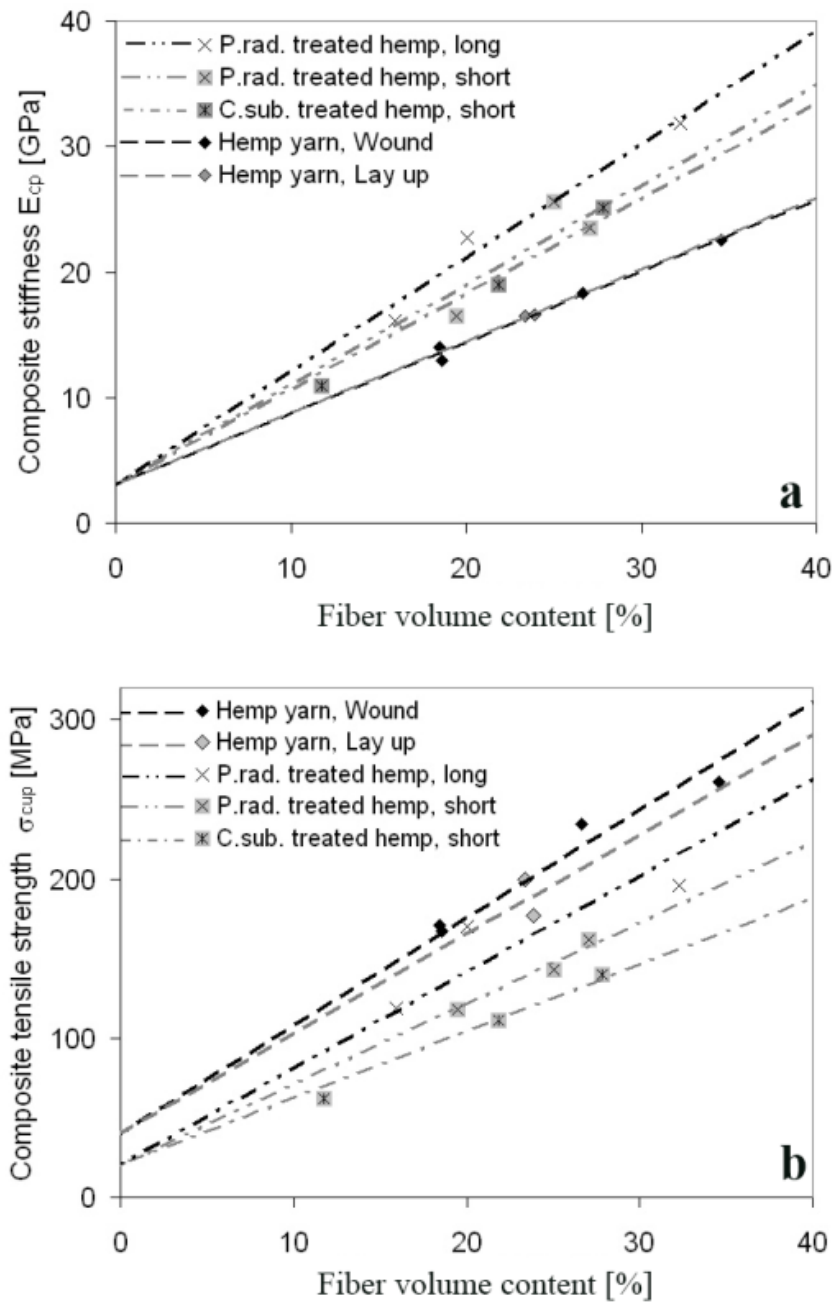 40
30
20
10
0
Composite stiffness Ecp [GPa]
P.rad. treated hemp, long
P.rad. treated hemp, short
C.sub. treated hemp, short
Hemp yarn, Wound
Hemp yarn, Lay up
a
0 10 20 30 40
Fiber volume content [%]
300
200
100
0
Composite tensile strength σcup [MPa]
Hemp yarn, Wound
Hemp yarn, Lay up
P.rad. treated hemp, long
P.rad. treated hemp, short
C.sub. treated hemp, short
b
0 10 20 30 40
Fiber volume content [%]